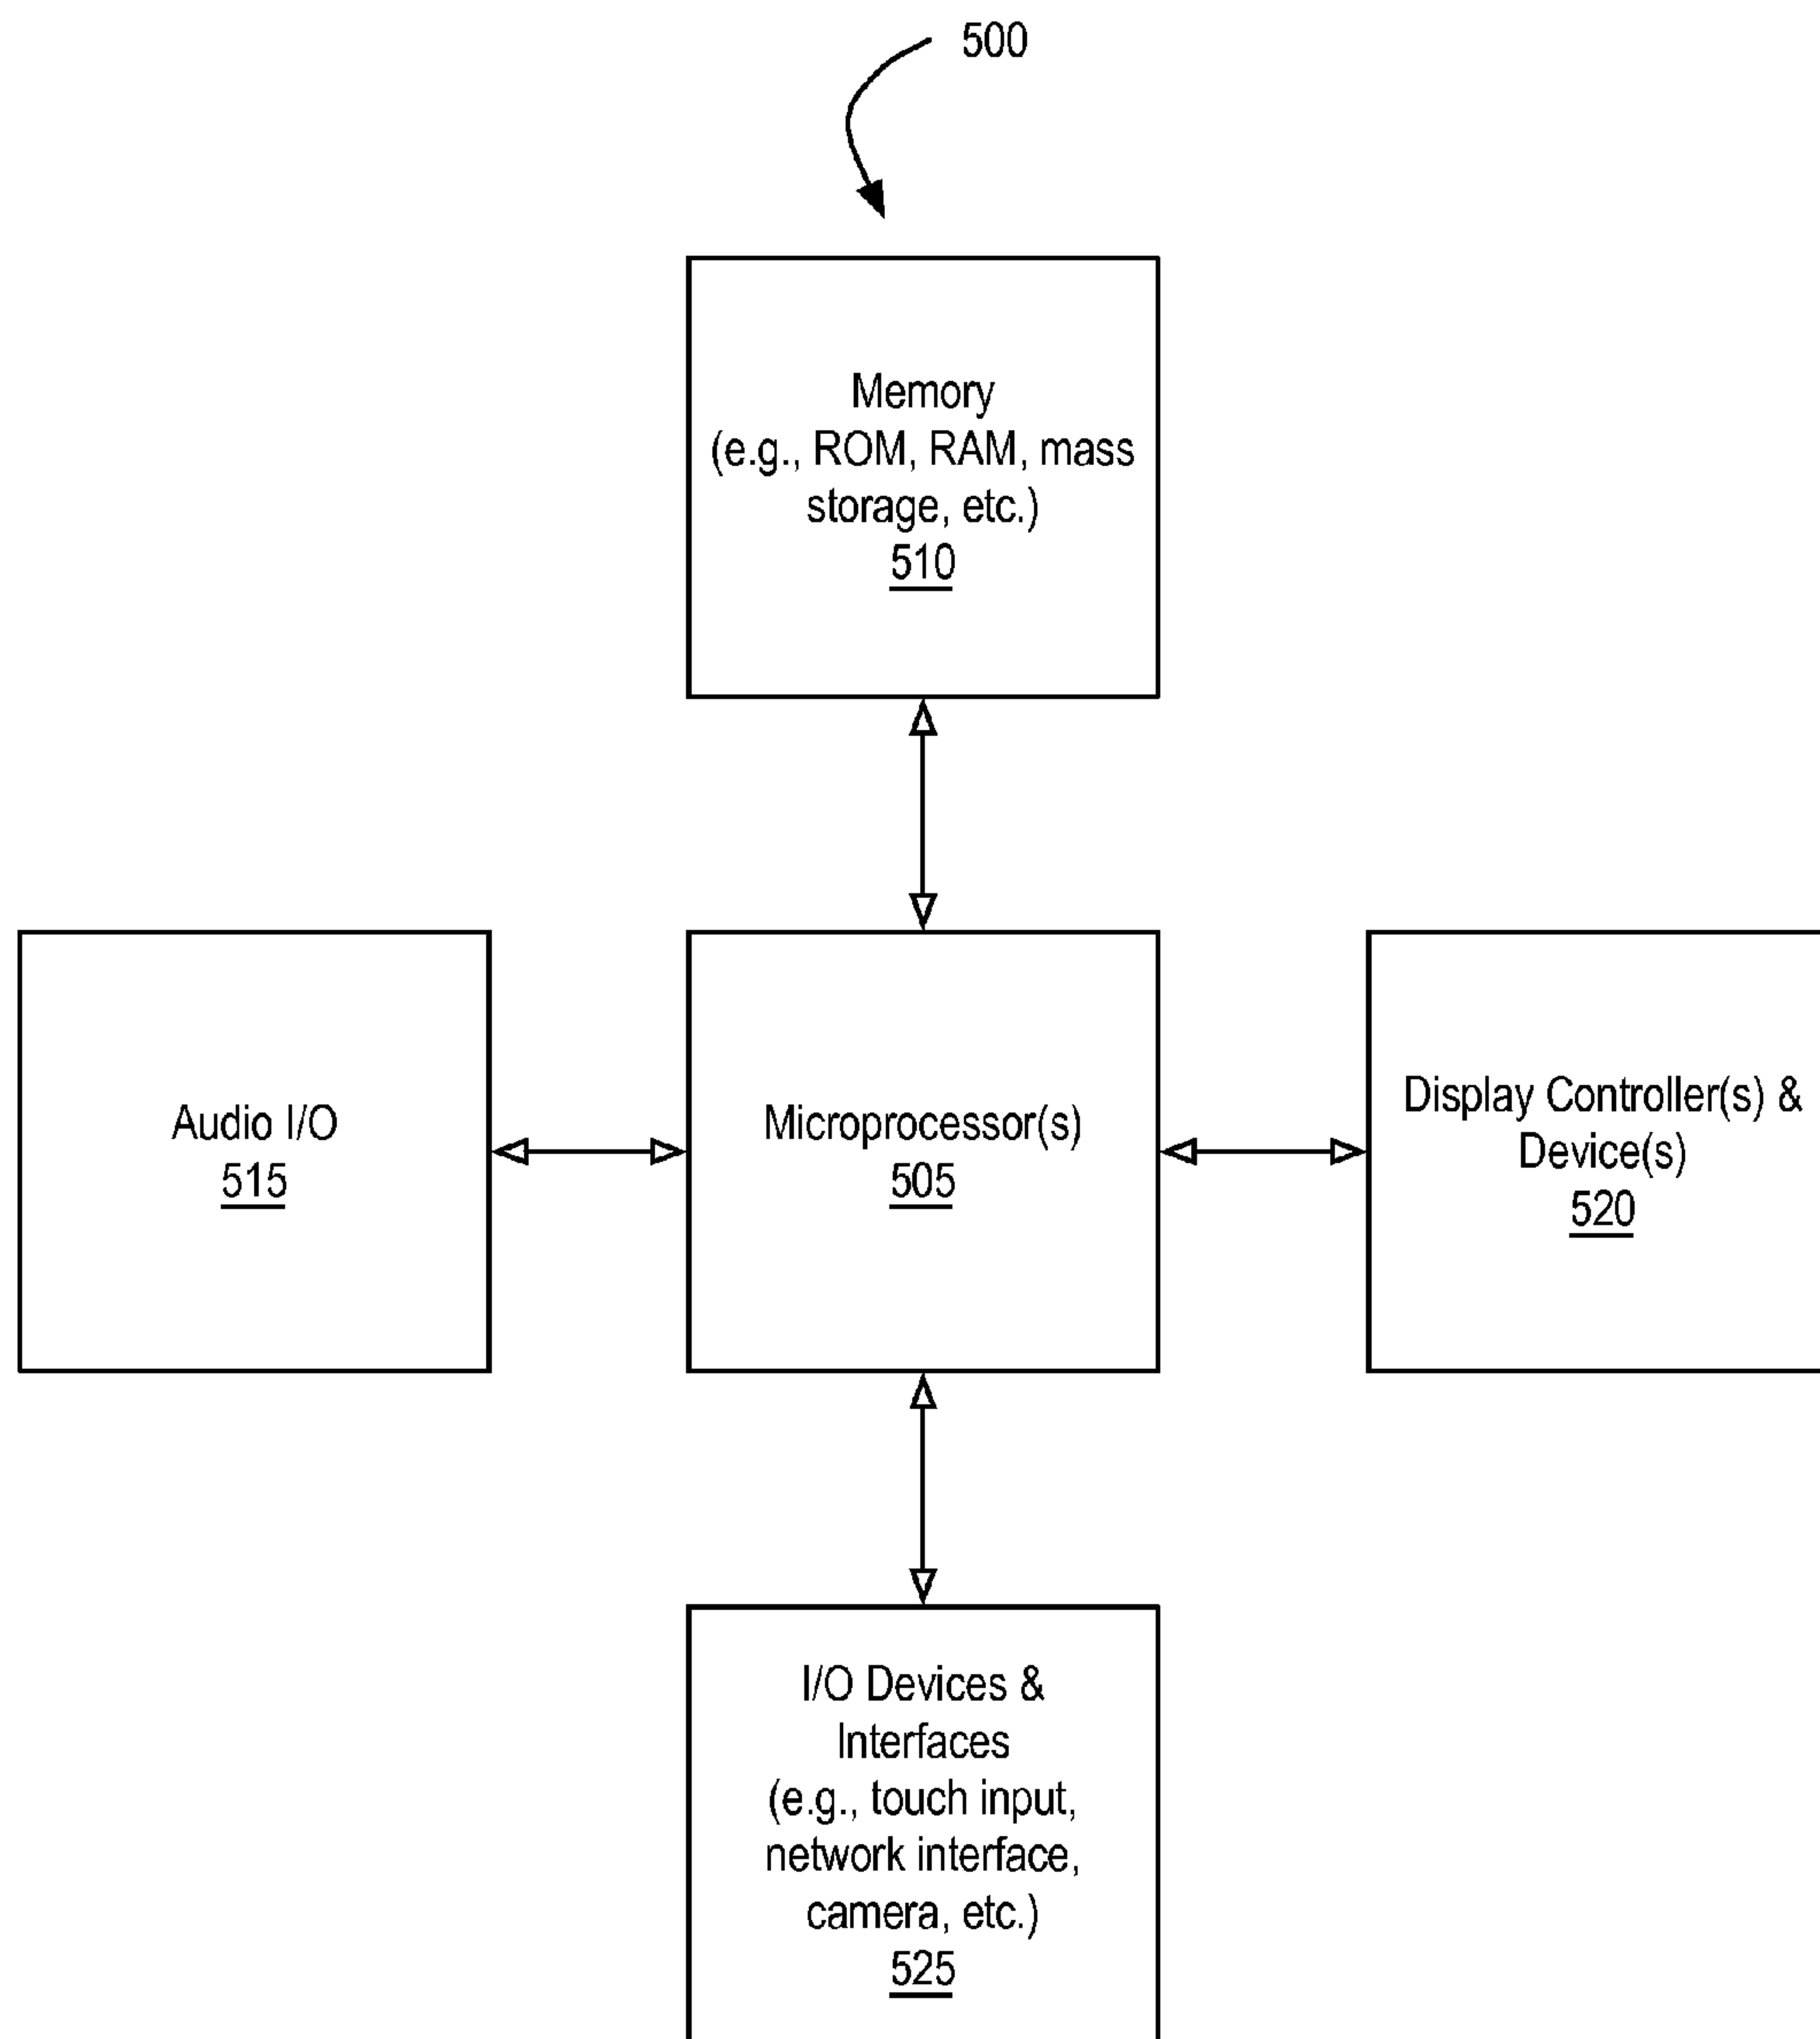 500
Memory
(e.g., ROM, RAM, mass
storage, etc.)
510
Audio I/O
515
Microprocessor(s)
505
Display Controller(s) &
Device(s)
520
I/O Devices &
Interfaces
(e.g., touch input,
network interface,
camera, etc.)
525